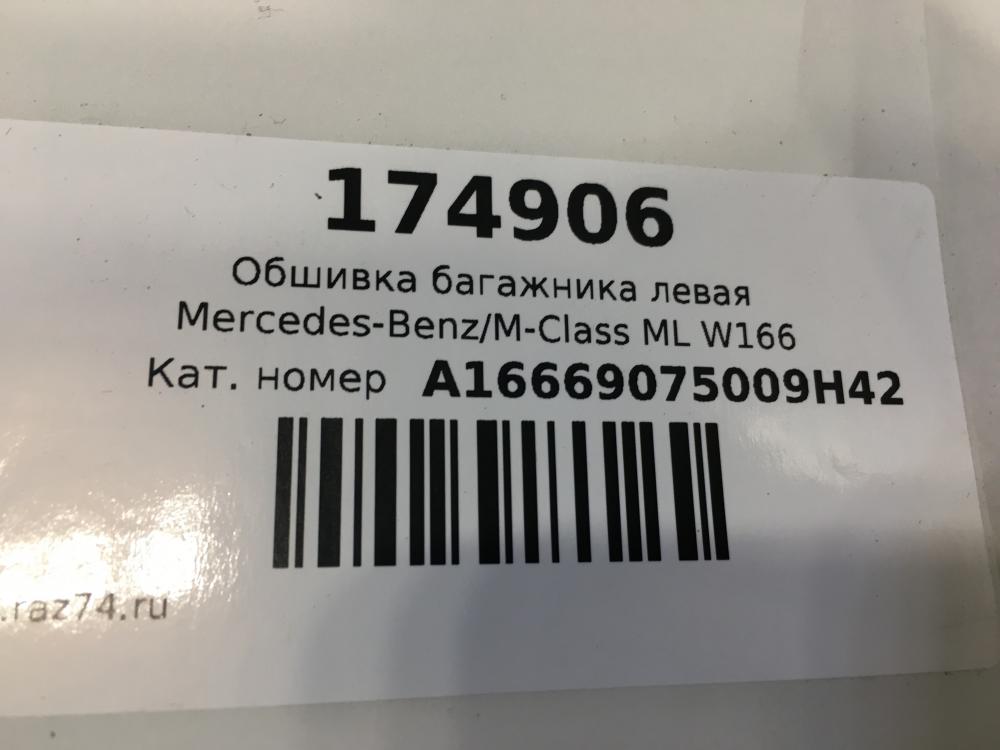 174906
Обшивка багажника левая
Mercedes-Benz/M-Class ML W166
Кат. номер A16669075009H42
.raz74.ru